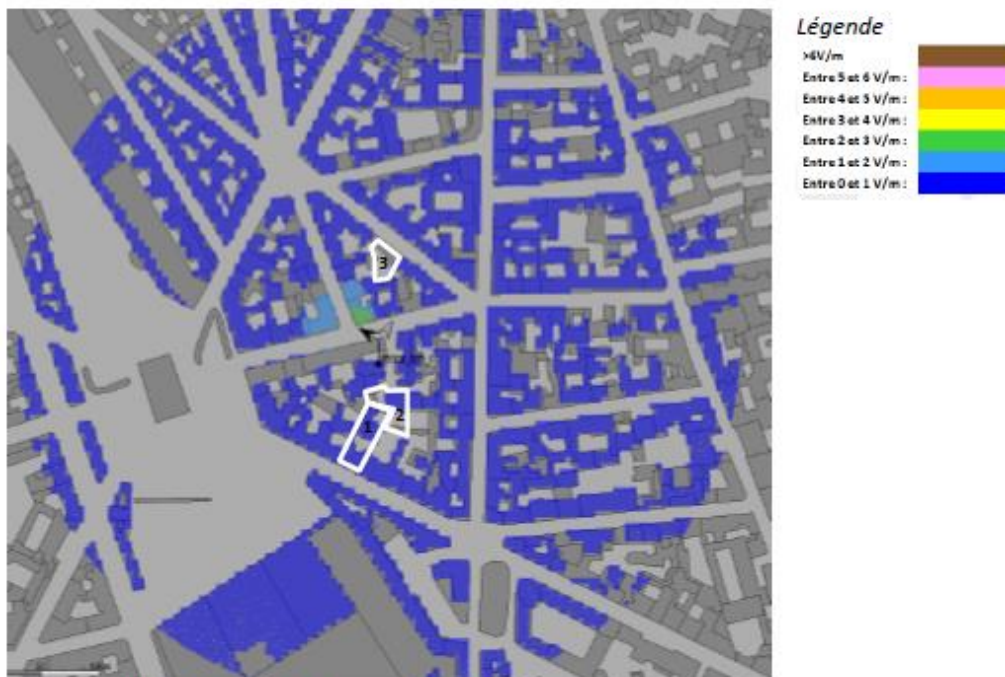 Légende
>6V/m
Entre 5 et 6 V/m :
Entre 4 et 5 V/m :
Entre 3 et 4 V/m :
Entre 2 et 3 V/m :
Entre 1 et 2 V/m :
Entre 0 et 1 V/m :
3
2
1